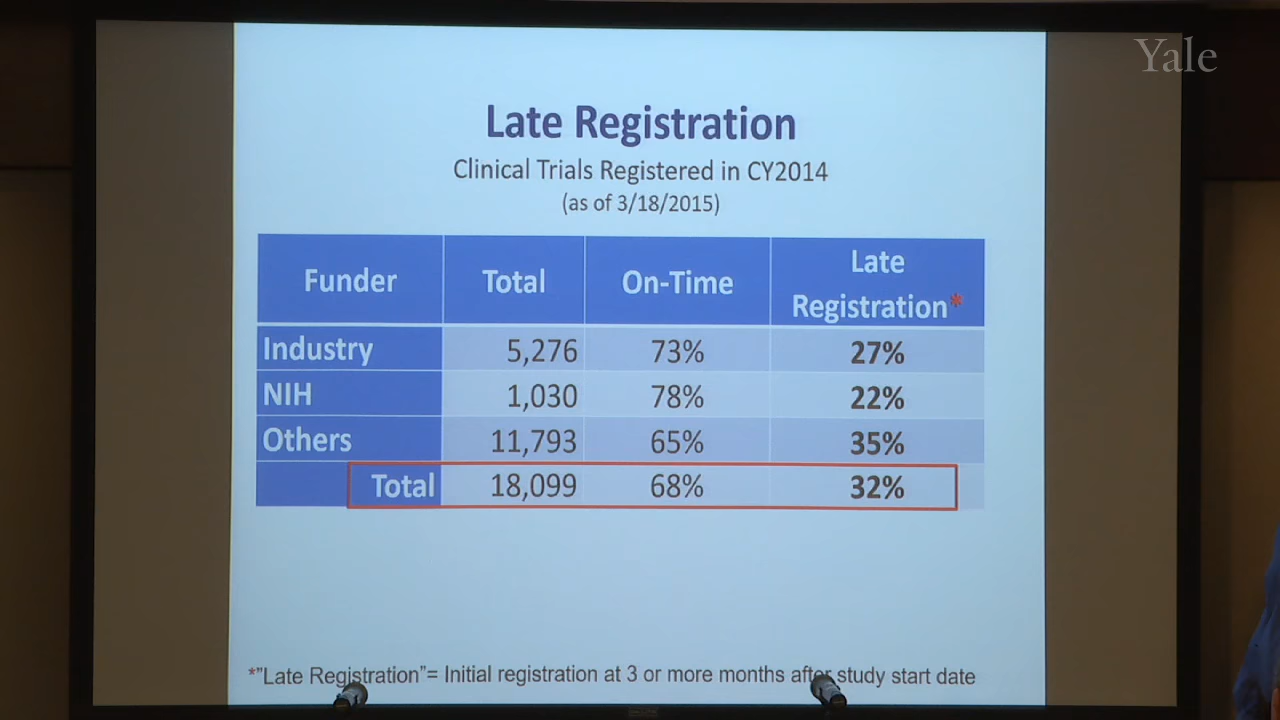 Yale
Late Registration
Clinical Trials Registered in CY2014
(as of 3/18/2015)
Funder Total On-Time Late Registration*
Industry 5,276 73% 27%
NIH 1,030 78% 22%
Others 11,793 65% 35%
Total 18,099 68% 32%
*"Late Registration"= Initial registration at 3 or more months after study start date